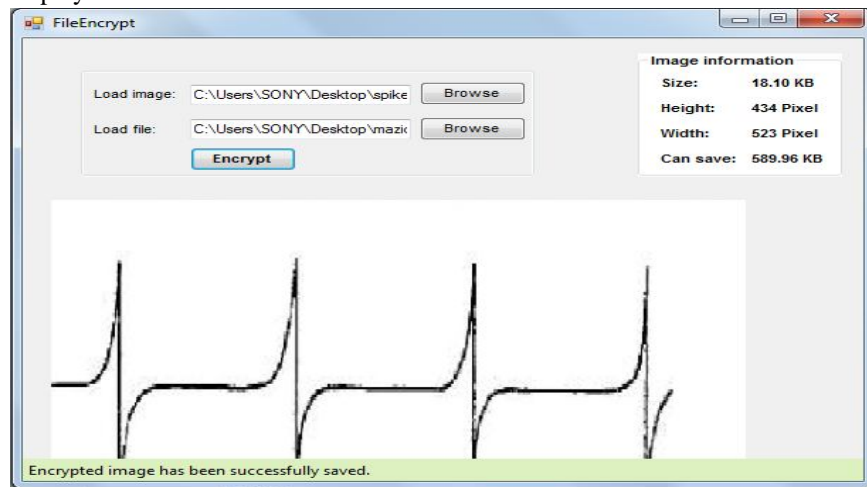 FileEncrypt
Load image: C:\Users\SONY\Desktop\spike Browse
Load file: C:\Users\SONY\Desktop\mazic Browse
Encrypt
Image information
Size: 18.10 KB
Height: 434 Pixel
Width: 523 Pixel
Can save: 589.96 KB
Encrypted image has been successfully saved.